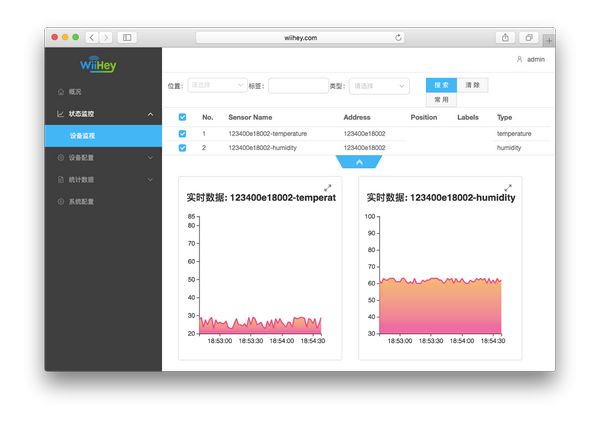 wiihey.com
WiiHey
admin
概况
状态监控
设备监视
设备配置
统计数据
系统配置
位置: 请选择 标签: 类型: 请选择 搜索 清除
常用
No. Sensor Name Address Position Labels Type
1 123400e18002-temperature 123400e18002 temperature
2 123400e18002-humidity 123400e18002 humidity
实时数据: 123400e18002-temperat
85
80
70
60
50
40
30
20
18:53:00 18:53:30 18:54:00 18:54:30
实时数据: 123400e18002-humidity
100
90
80
70
60
50
40
30
18:53:00 18:53:30 18:54:00 18:54:30